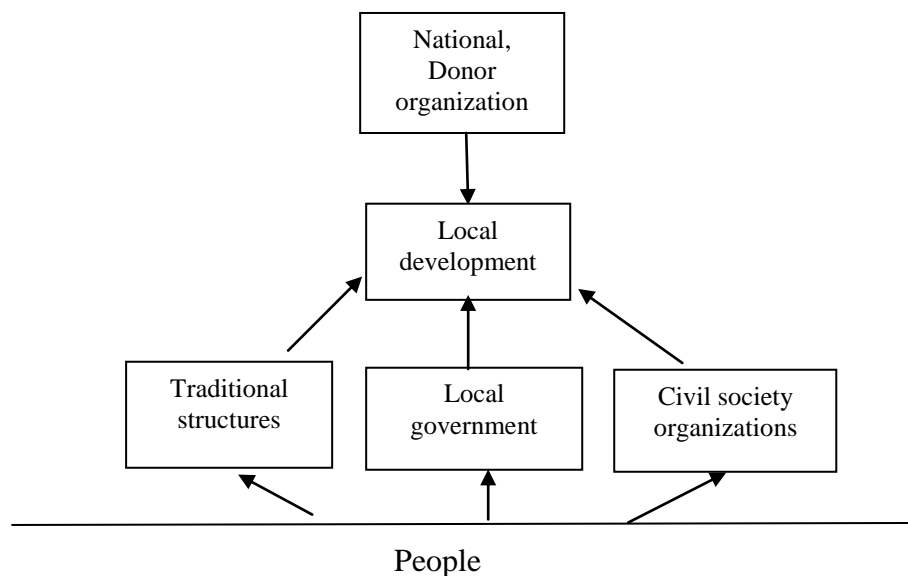 National,
Donor
organization
Local
development
Traditional
structures
Local
government
Civil society
organizations
People